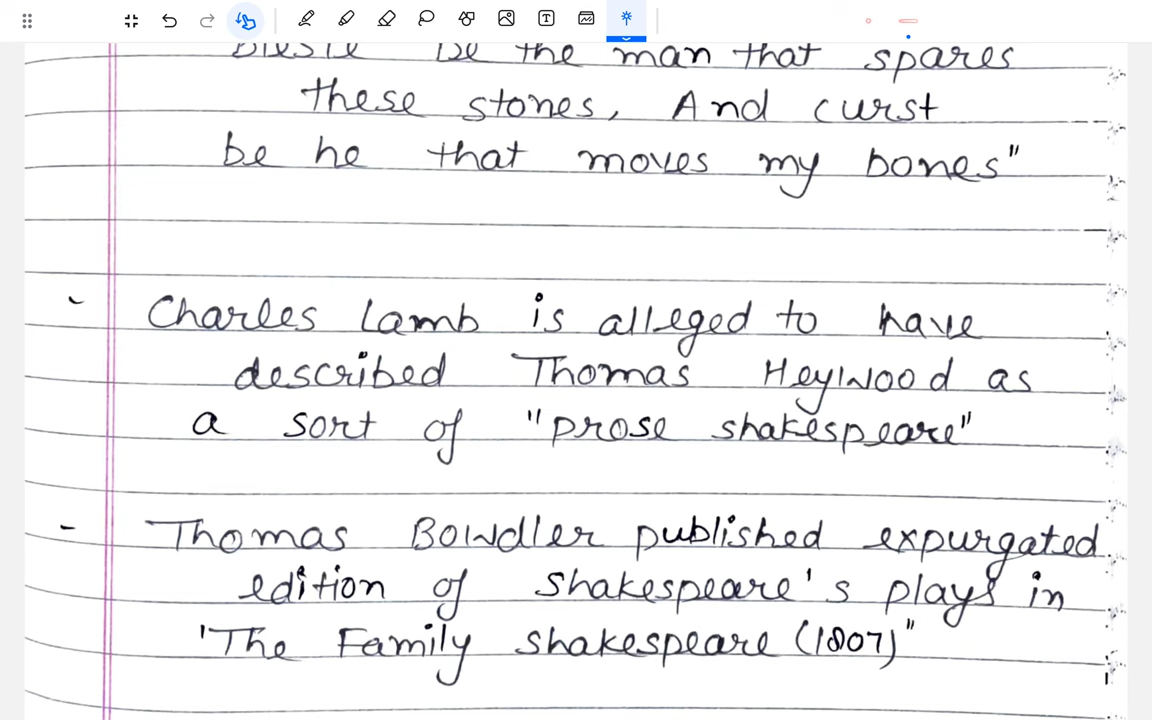 Bleste be the man that spares
these stones, And curst
be he that moves my bones"
- Charles Lamb is alleged to have
described Thomas Heywood as
a sort of "prose shakespeare"
- Thomas Bowdler published expurgated
edition of Shakespeare's plays in
'The Family Shakespeare (1807)"